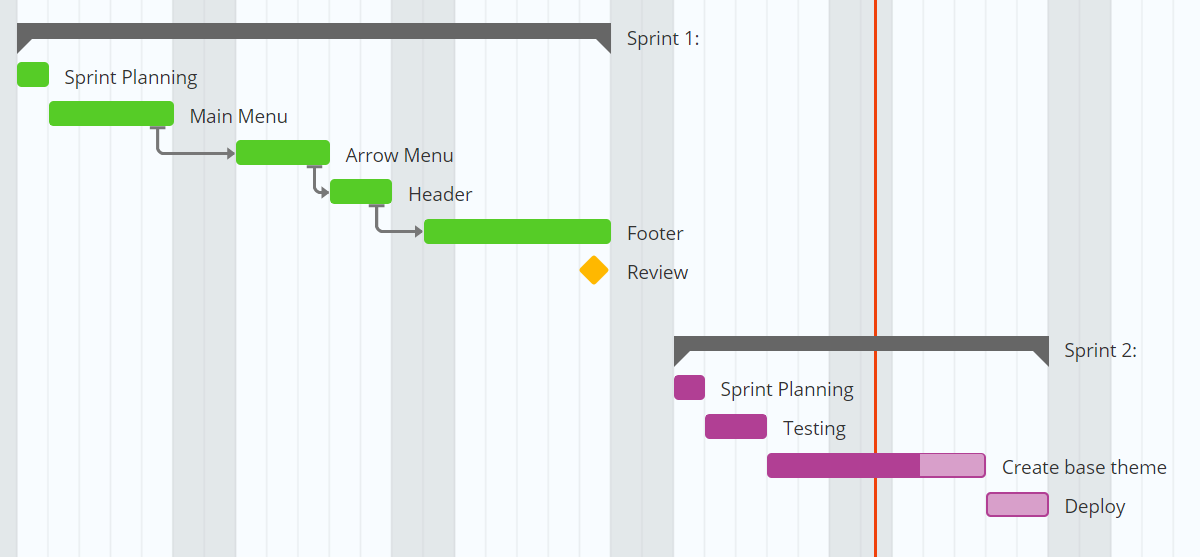 Sprint 1:
Sprint Planning
Main Menu
Arrow Menu
Header
Footer
Review
Sprint 2:
Sprint Planning
Testing
Create base theme
Deploy